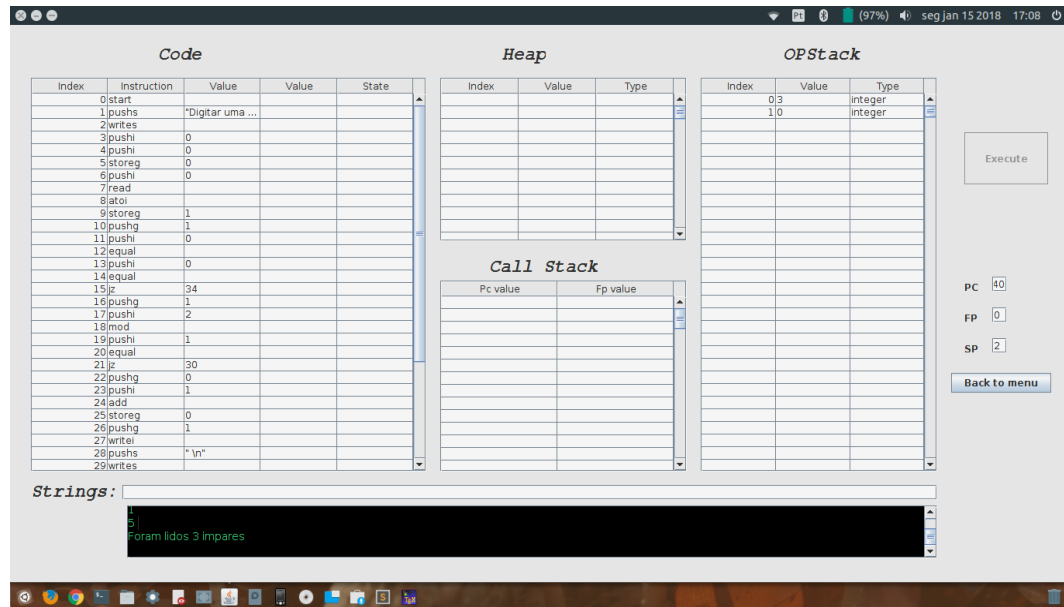 Pt (97%) seg jan 15 2018 17:08
Code
Index Instruction Value Value State
0 start
1 pushs "Digitar uma ...
2 writes
3 pushi 0
4 pushi 0
5 storeg 0
6 pushi 0
7 read
8 atoi
9 storeg 1
10 pushg 1
11 pushi 0
12 equal
13 pushi 0
14 equal
15 jz 34
16 pushg 1
17 pushi 2
18 mod
19 pushi 1
20 equal
21 jz 30
22 pushg 0
23 pushi 1
24 add
25 storeg 0
26 pushg 1
27 writei
28 pushs " \n"
29 writes
Heap
Index Value Type
Call Stack
Pc value Fp value
OPStack
Index Value Type
0 3 integer
1 0 integer
Execute
PC 40
FP 0
SP 2
Back to menu
Strings:
1
5
Foram lidos 3 impares